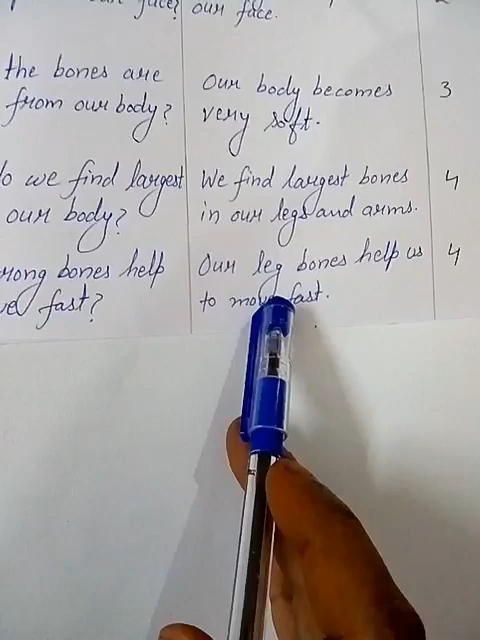 face? our face.
the bones are Our body becomes 3
from our body? very soft.
we find largest We find largest bones 4
our body? in our legs and arms.
bones help Our leg bones help us 4
fast? to move fast.